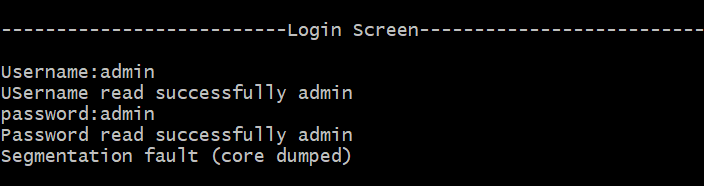 --------------------------Login Screen--------------------------
Username:admin
USername read successfully admin
password:admin
Password read successfully admin
Segmentation fault (core dumped)